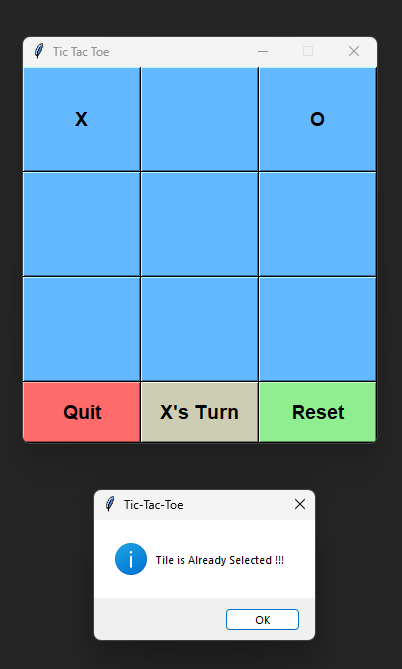 Tic Tac Toe
X O
Quit X's Turn Reset
Tic-Tac-Toe
Tile is Already Selected !!!
OK